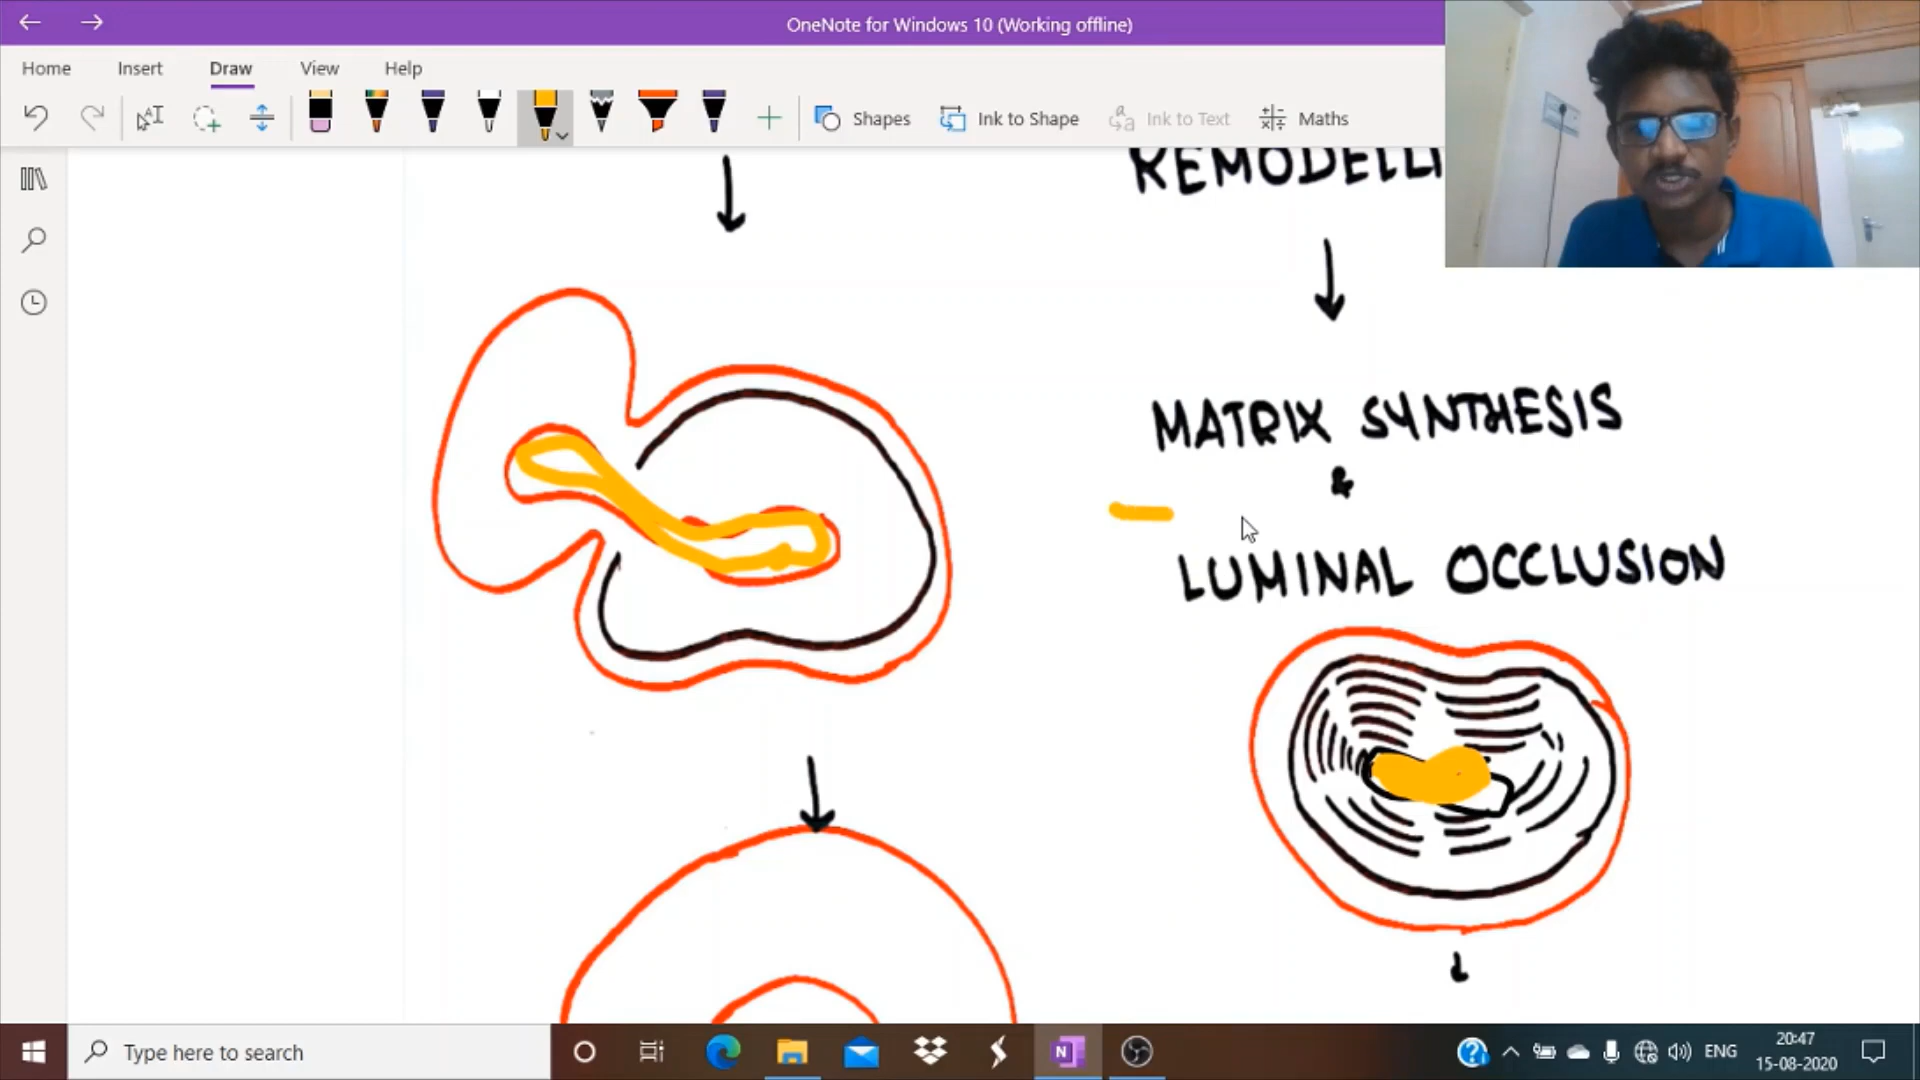 OneNote for Windows 10 (Working offline)
Home Insert Draw View Help
Shapes Ink to Shape Ink to Text Maths
MATRIX SYNTHESIS
&
LUMINAL OCCLUSION
Type here to search
ENG
20:47
15-08-2020